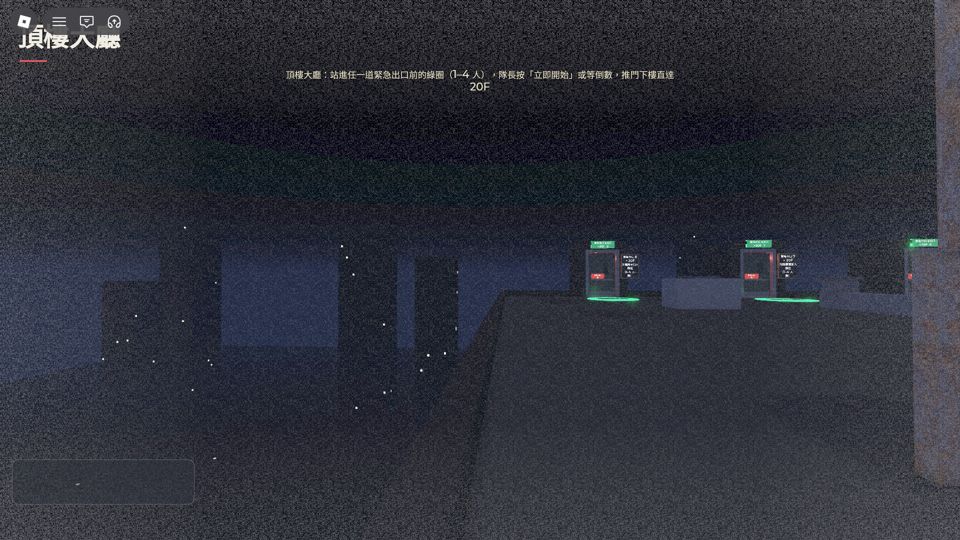 頂樓大廳
頂樓大廳：站進任一道緊急出口前的綠圈（1–4 人），隊長按「立即開始」或等倒數，推門下樓直達
20F